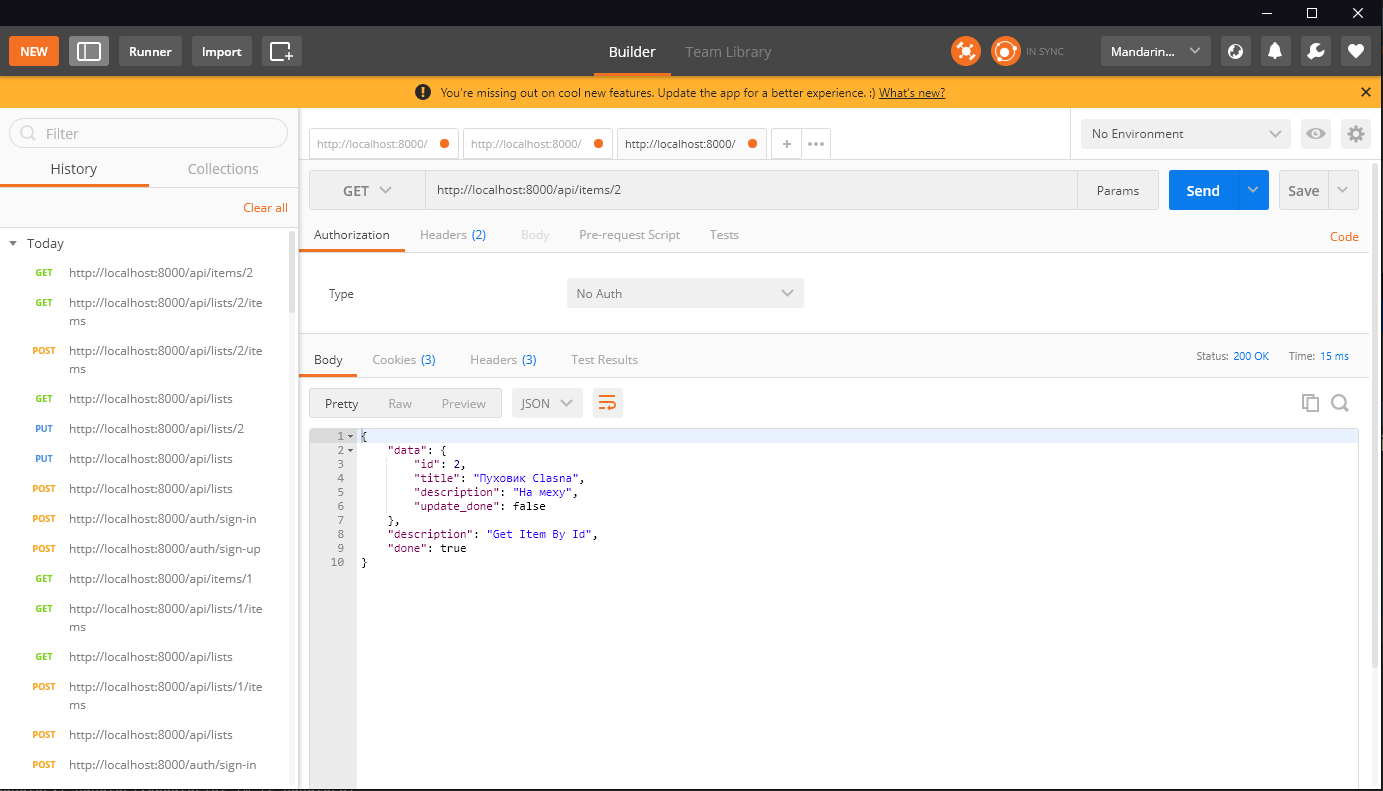 NEW
Runner
Import
Builder
Team Library
IN SYNC
Mandarin...
You're missing out on cool new features. Update the app for a better experience. :) What's new?
Filter
History
Collections
Clear all
Today
GET http://localhost:8000/api/items/2
GET http://localhost:8000/api/lists/2/ite
ms
POST http://localhost:8000/api/lists/2/ite
ms
GET http://localhost:8000/api/lists
PUT http://localhost:8000/api/lists/2
PUT http://localhost:8000/api/lists
POST http://localhost:8000/api/lists
POST http://localhost:8000/auth/sign-in
POST http://localhost:8000/auth/sign-up
GET http://localhost:8000/api/items/1
GET http://localhost:8000/api/lists/1/ite
ms
GET http://localhost:8000/api/lists
POST http://localhost:8000/api/lists/1/ite
ms
POST http://localhost:8000/api/lists
POST http://localhost:8000/auth/sign-in
http://localhost:8000/
http://localhost:8000/
http://localhost:8000/
+
•••
No Environment
GET
http://localhost:8000/api/items/2
Params
Send
Save
Authorization
Headers (2)
Body
Pre-request Script
Tests
Code
Type
No Auth
Body
Cookies (3)
Headers (3)
Test Results
Status: 200 OK
Time: 15 ms
Pretty
Raw
Preview
JSON
1 {
2 "data": {
3 "id": 2,
4 "title": "Пуховик Clasna",
5 "description": "На меху",
6 "update_done": false
7 },
8 "description": "Get Item By Id",
9 "done": true
10 }